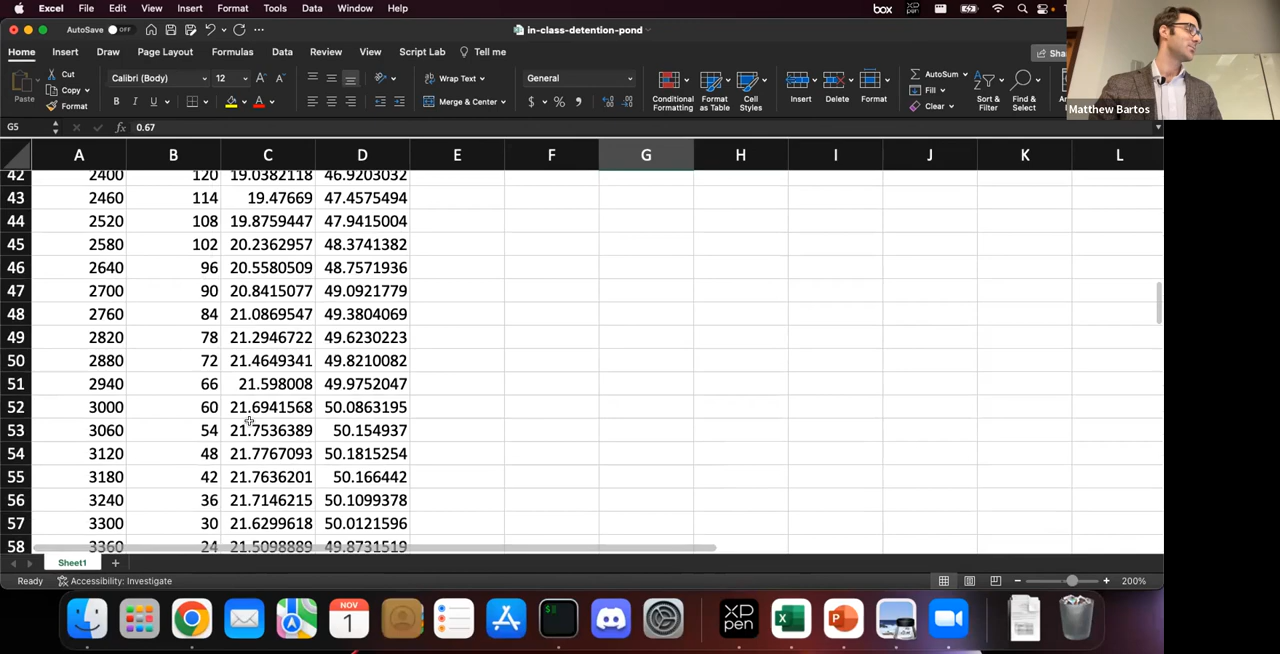 Excel File Edit View Insert Format Tools Data Window Help box
AutoSave OFF in-class-detention-pond
Home Insert Draw Page Layout Formulas Data Review View Script Lab Tell me Sha
Paste Cut Copy Format Calibri (Body) 12 Wrap Text Merge & Center General Conditional Formatting Format as Table Cell Styles Insert Delete Format AutoSum Fill Clear Sort & Filter Find & Select
Matthew Bartos
G5 fx 0.67
A B C D E F G H I J K L
42 2400 120 19.0382118 46.9203032
43 2460 114 19.47669 47.4575494
44 2520 108 19.8759447 47.9415004
45 2580 102 20.2362957 48.3741382
46 2640 96 20.5580509 48.7571936
47 2700 90 20.8415077 49.0921779
48 2760 84 21.0869547 49.3804069
49 2820 78 21.2946722 49.6230223
50 2880 72 21.4649341 49.8210082
51 2940 66 21.598008 49.9752047
52 3000 60 21.6941568 50.0863195
53 3060 54 21.7536389 50.154937
54 3120 48 21.7767093 50.1815254
55 3180 42 21.7636201 50.166442
56 3240 36 21.7146215 50.1099378
57 3300 30 21.6299618 50.0121596
58 3360 24 21.5098889 49.8731519
Sheet1
Ready Accessibility: Investigate 200%
NOV 1 XD pen